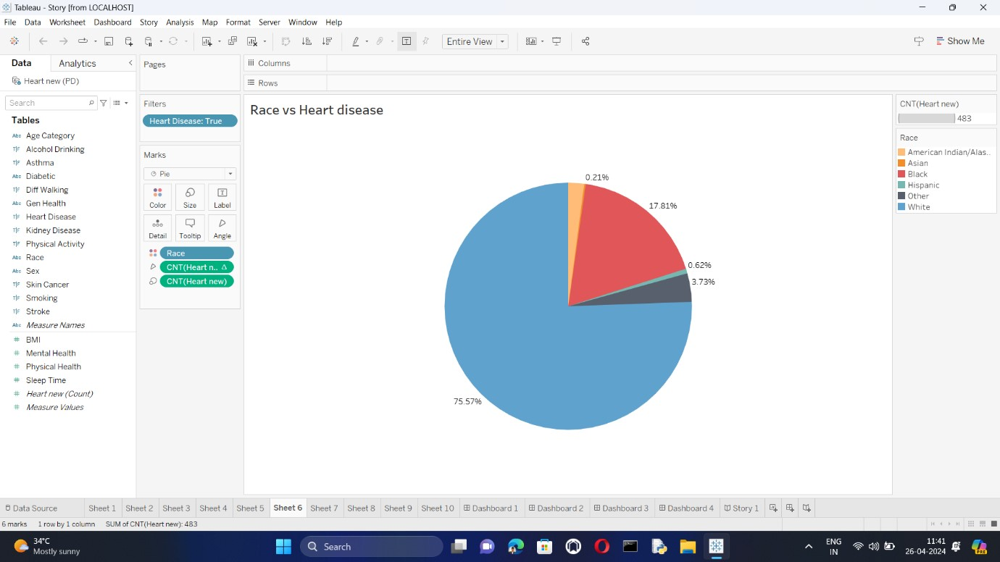 Tableau - Story [from LOCALHOST]
File Data Worksheet Dashboard Story Analysis Map Format Server Window Help
Entire View
Show Me
Data Analytics
Heart new (PD)
Search
Tables
Abc Age Category
T|F Alcohol Drinking
T|F Asthma
Abc Diabetic
T|F Diff Walking
Abc Gen Health
T|F Heart Disease
T|F Kidney Disease
T|F Physical Activity
Abc Race
Abc Sex
T|F Skin Cancer
T|F Smoking
T|F Stroke
Abc Measure Names
# BMI
# Mental Health
# Physical Health
# Sleep Time
# Heart new (Count)
# Measure Values
Pages
Filters
Heart Disease: True
Marks
Pie
Color Size Label
Detail Tooltip Angle
Race
CNT(Heart n.. Δ
CNT(Heart new)
Columns
Rows
Race vs Heart disease
0.21%
17.81%
0.62%
3.73%
75.57%
CNT(Heart new)
483
Race
American Indian/Alas..
Asian
Black
Hispanic
Other
White
Data Source Sheet 1 Sheet 2 Sheet 3 Sheet 4 Sheet 5 Sheet 6 Sheet 7 Sheet 8 Sheet 9 Sheet 10 Dashboard 1 Dashboard 2 Dashboard 3 Dashboard 4 Story 1
6 marks 1 row by 1 column SUM of CNT(Heart new): 483
34°C
Mostly sunny
Search
ENG
IN
11:41
26-04-2024
PRE